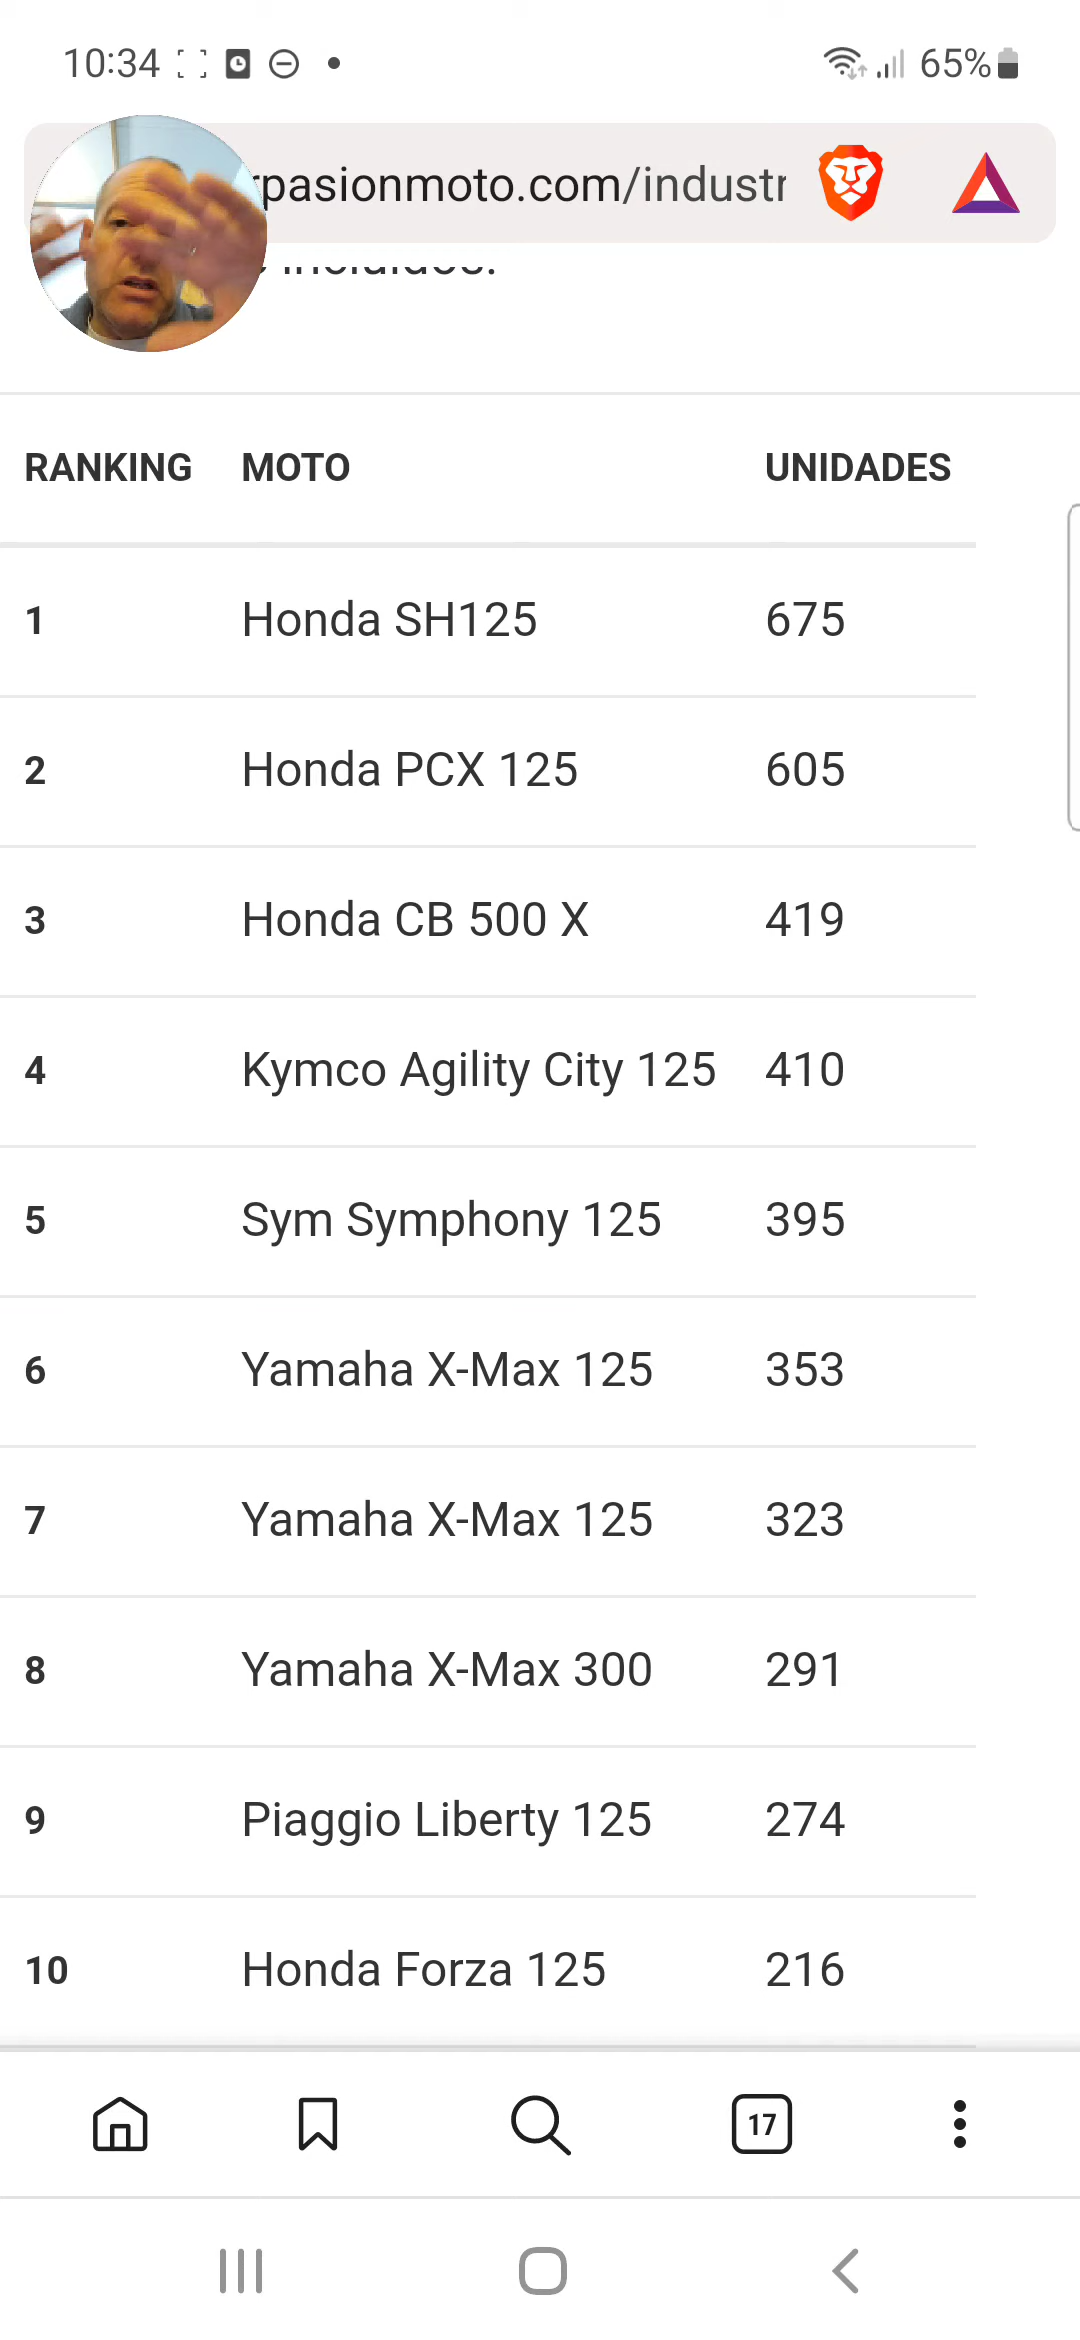 10:34 65%
rpasionmoto.com/industr
incluidos.
RANKING MOTO UNIDADES
1 Honda SH125 675
2 Honda PCX 125 605
3 Honda CB 500 X 419
4 Kymco Agility City 125 410
5 Sym Symphony 125 395
6 Yamaha X-Max 125 353
7 Yamaha X-Max 125 323
8 Yamaha X-Max 300 291
9 Piaggio Liberty 125 274
10 Honda Forza 125 216
17